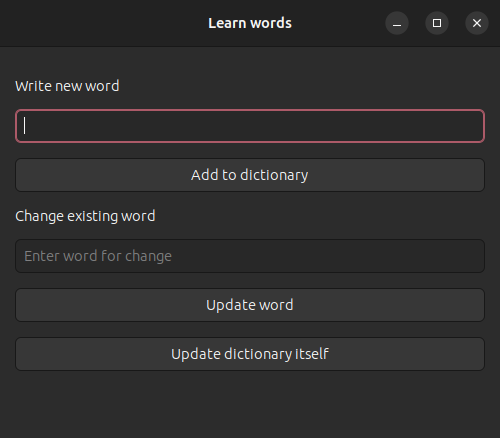 Learn words
Write new word
Add to dictionary
Change existing word
Enter word for change
Update word
Update dictionary itself